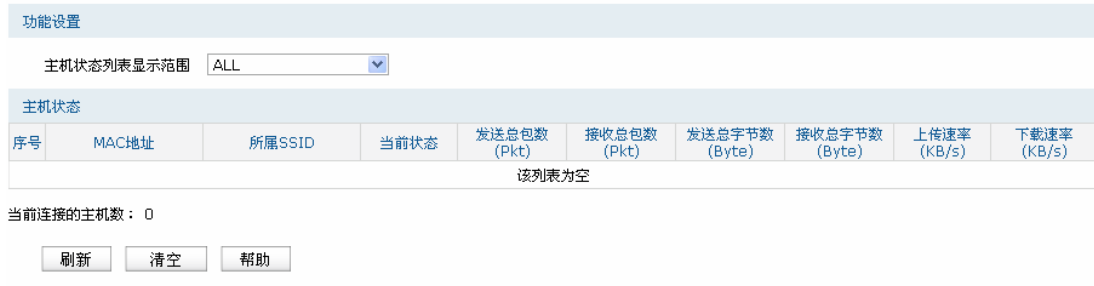 功能设置
主机状态列表显示范围 ALL
主机状态
序号 MAC地址 所属SSID 当前状态 发送总包数(Pkt) 接收总包数(Pkt) 发送总字节数(Byte) 接收总字节数(Byte) 上传速率(KB/s) 下载速率(KB/s)
该列表为空
当前连接的主机数： 0
刷新 清空 帮助